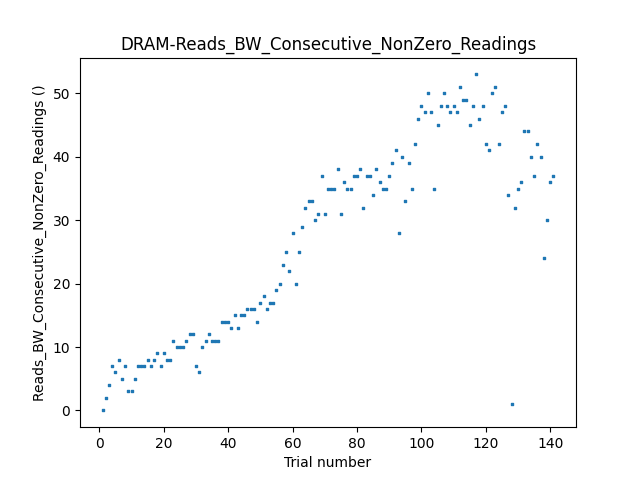 DRAM-Reads_BW_Consecutive_NonZero_Readings
Reads_BW_Consecutive_NonZero_Readings ()
50
40
30
20
10
0
0 20 40 60 80 100 120 140
Trial number